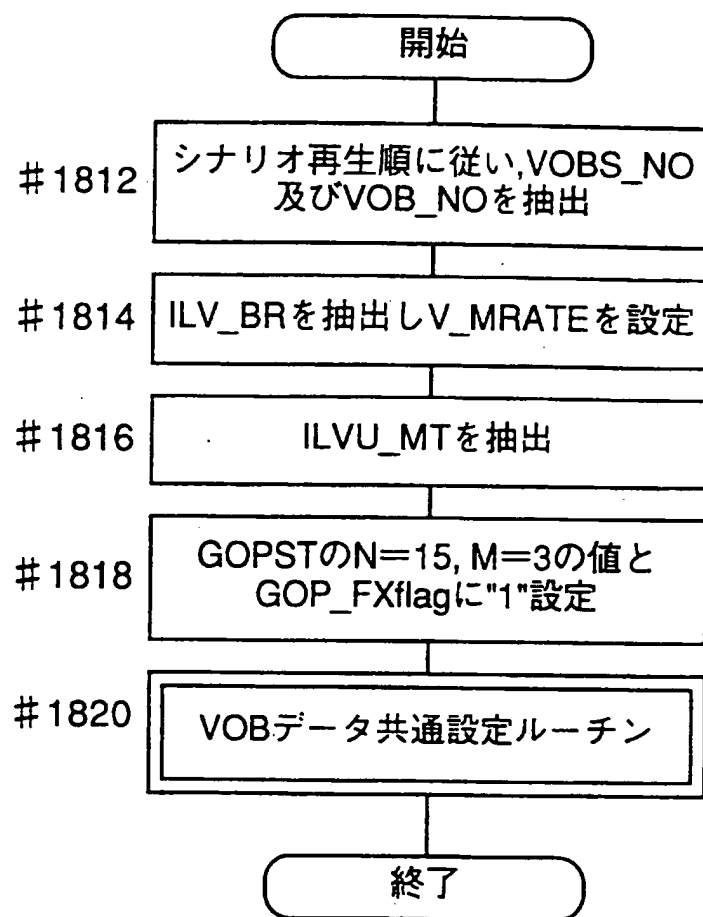 開始
#1812
シナリオ再生順に従い,VOBS_NO
及びVOB_NOを抽出
#1814
ILV_BRを抽出しV_MRATEを設定
#1816
ILVU_MTを抽出
#1818
GOPSTのN=15, M=3の値と
GOP_FXflagに"1"設定
#1820
VOBデータ共通設定ルーチン
終了